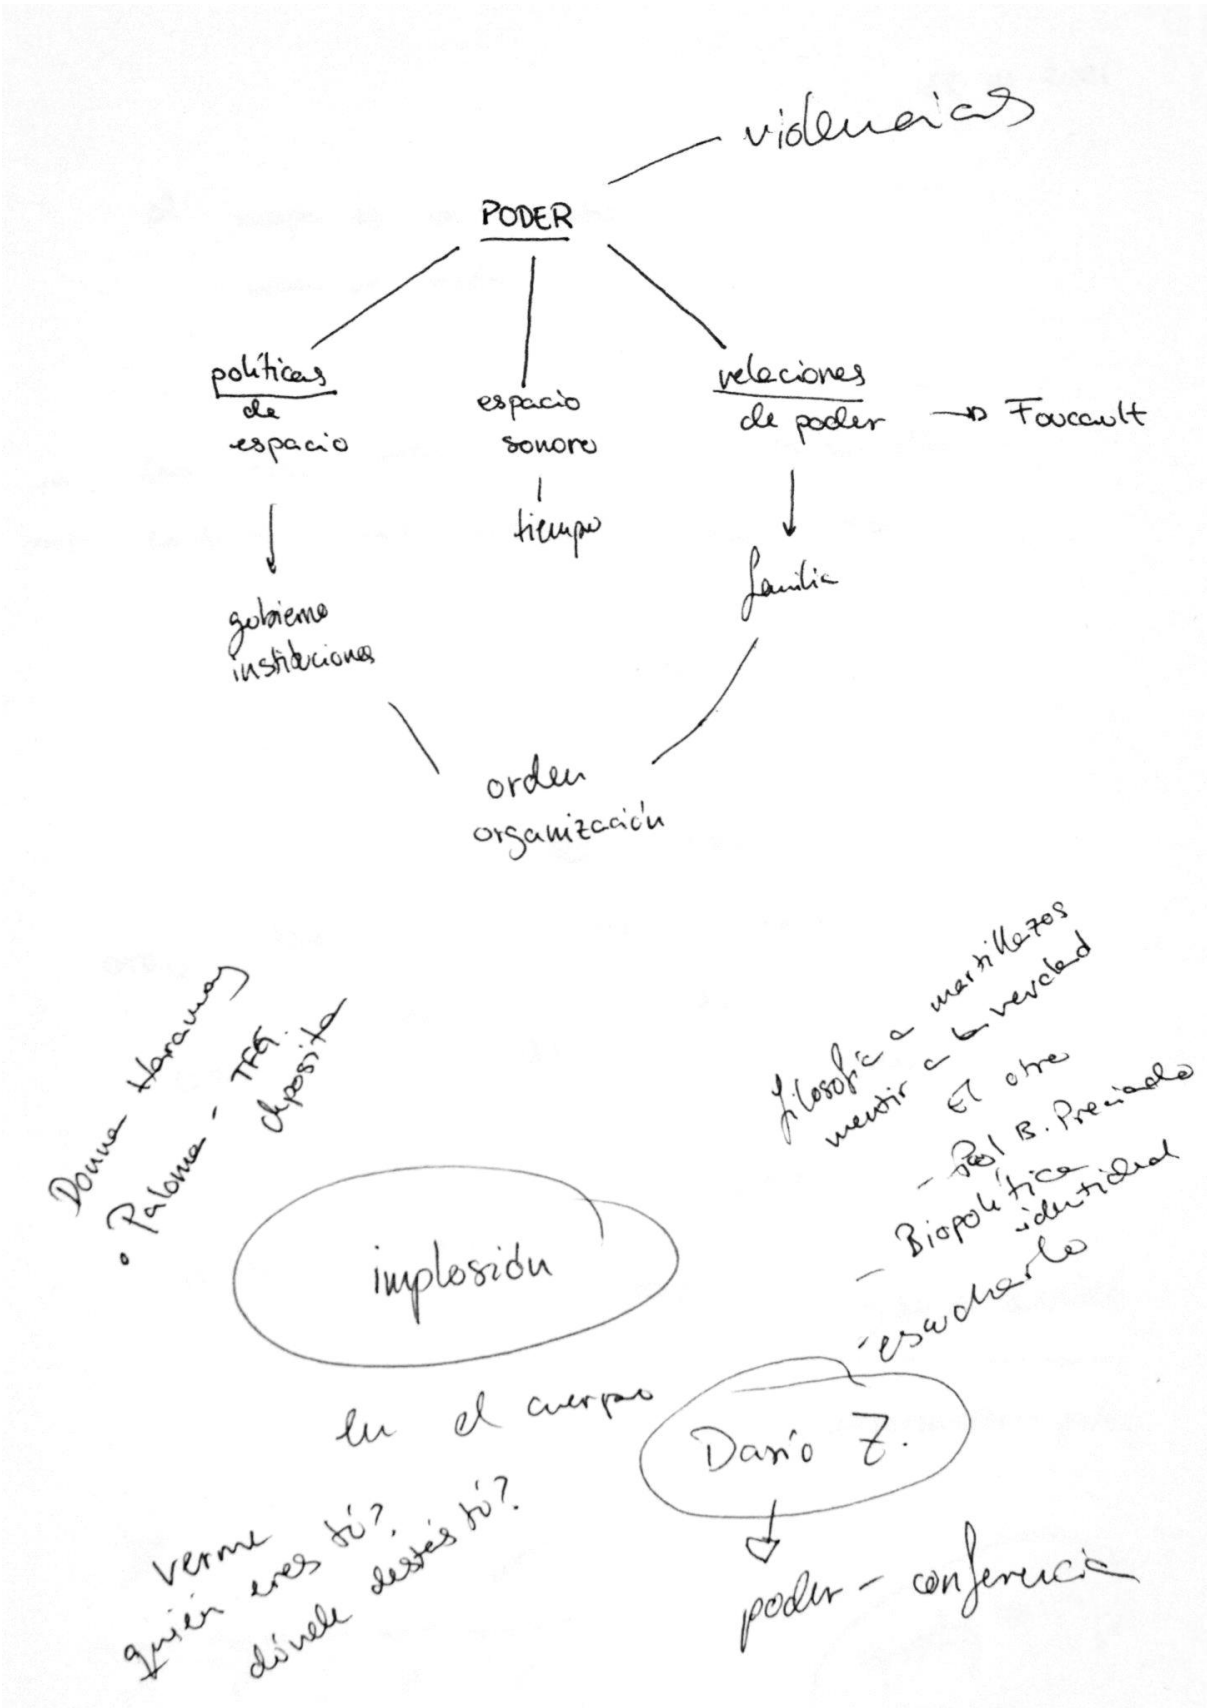 violencias
PODER
políticas
de
espacio
espacio
sonoro
tiempo
relaciones
de poder → Foucault
familia
gobierno
instituciones
orden
organización
Donna Haraway
• Paloma - TFG.
deposita
filosofía a martillazos
mentir a la verdad
El otro
- Paul B. Preciado
- Biopolítica
identidad
- escucharlo
implosión
en el cuerpo
Darío Z.
poder - conferencia
verme
quién eres tú?
dónde estás tú?